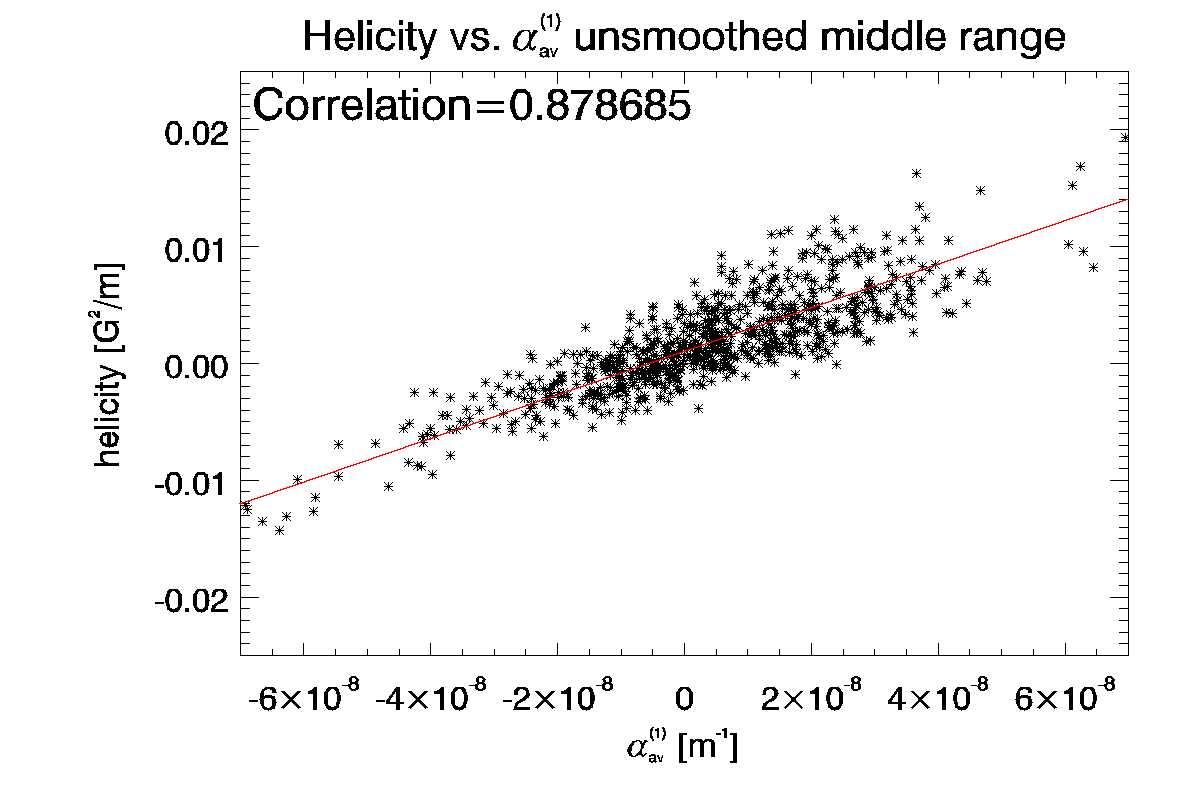 Helicity vs. α_av^(1) unsmoothed middle range
Correlation=0.878685
0.02
0.01
0.00
-0.01
-0.02
helicity [G²/m]
-6×10⁻⁸ -4×10⁻⁸ -2×10⁻⁸ 0 2×10⁻⁸ 4×10⁻⁸ 6×10⁻⁸
α_av^(1) [m⁻¹]